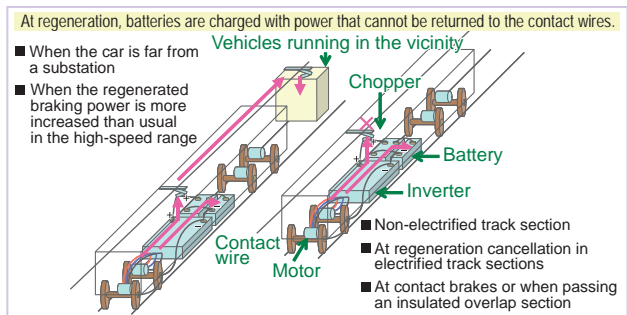 At regeneration, batteries are charged with power that cannot be returned to the contact wires.
■ When the car is far from
a substation
■ When the regenerated
braking power is more
increased than usual
in the high-speed range
Vehicles running in the vicinity
Chopper
Battery
Inverter
Contact
wire
Motor
■ Non-electrified track section
■ At regeneration cancellation in
electrified track sections
■ At contact brakes or when passing
an insulated overlap section